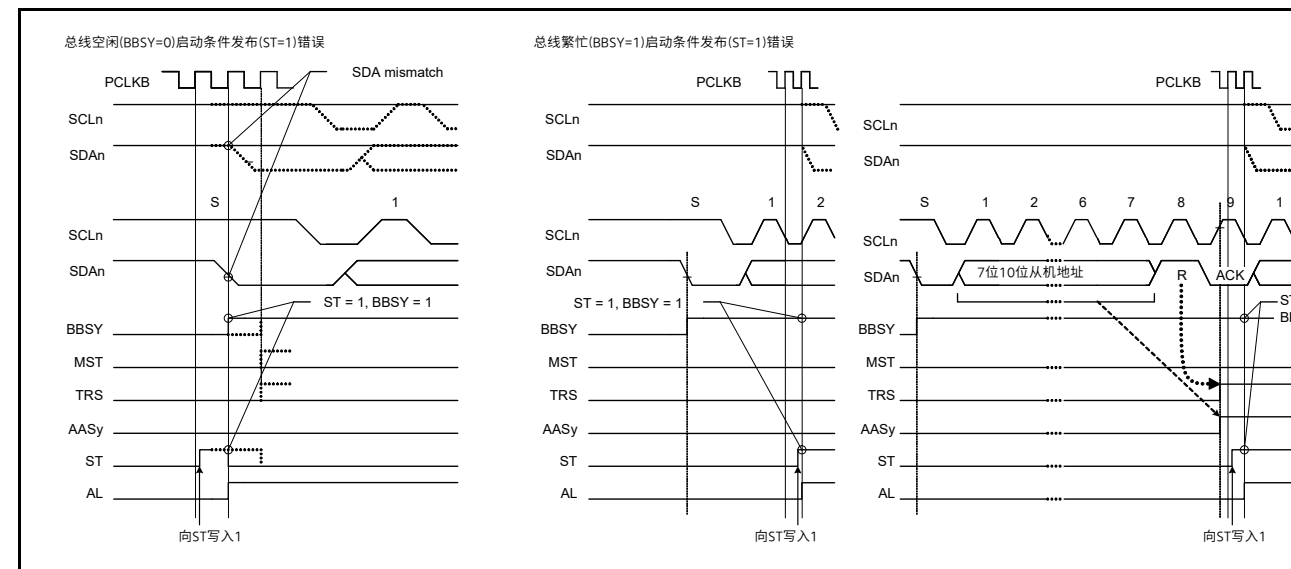 总线空闲(BBSY=0)启动条件发布(ST=1)错误
PCLKB
SDA mismatch
SCLn
SDAn
S 1
SCLn
SDAn
ST = 1, BBSY = 1
BBSY
MST
TRS
AASy
ST
AL
向ST写入1
总线繁忙(BBSY=1)启动条件发布(ST=1)错误
PCLKB
SCLn
SDAn
S 1 2
SCLn
SDAn
ST = 1, BBSY = 1
BBSY
MST
TRS
AASy
ST
AL
向ST写入1
PCLKB
SCLn
SDAn
S 1 2 6 7 8 9 1
SCLn
SDAn
7位10位从机地址 R ACK
BBSY
MST
TRS
AASy
ST
AL
向ST写入1